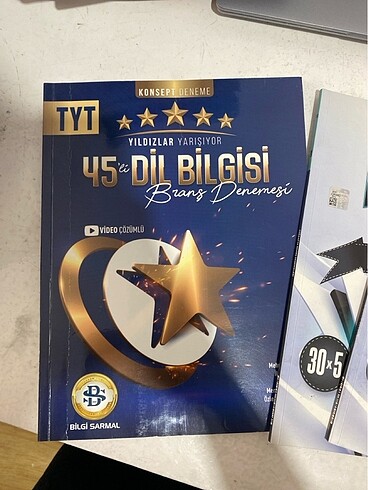 KONSEPT DENEME
TYT
YILDIZLAR YARIŞIYOR
45'li DİL BİLGİSİ
Branş Denemesi
VİDEO ÇÖZÜMLÜ
BS
BİLGİ SARMAL
30x5